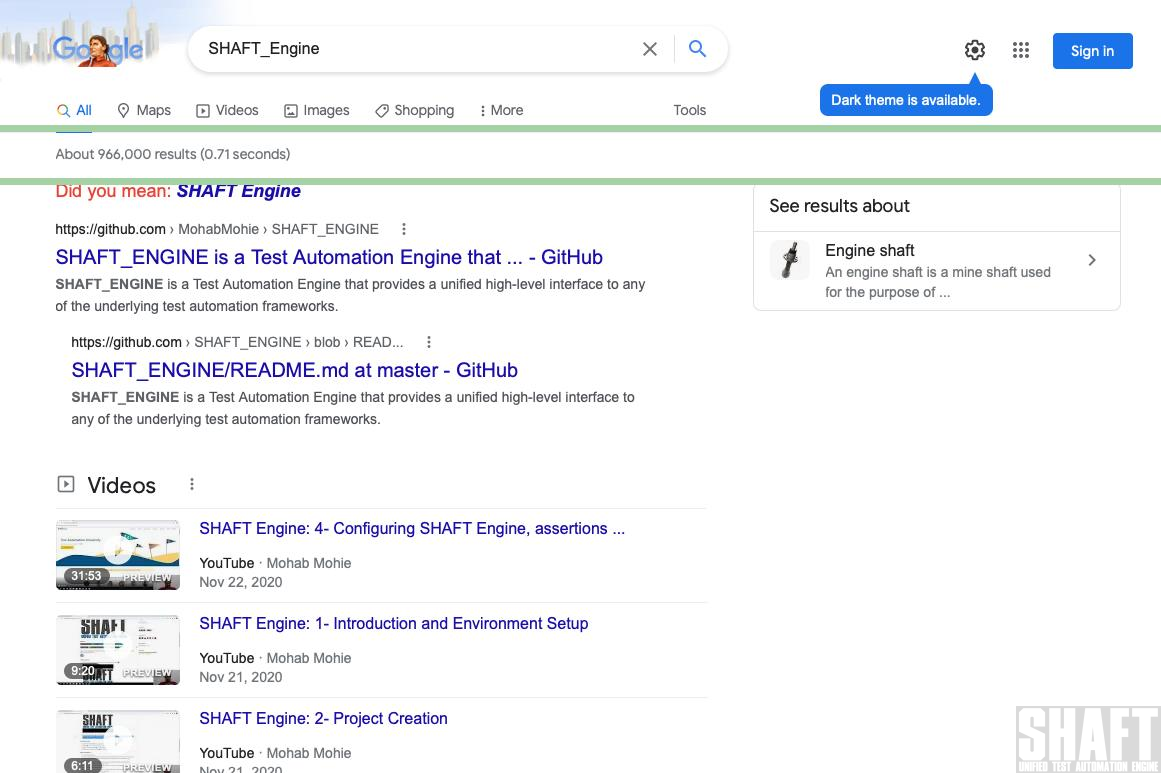 Google
SHAFT_Engine
Sign in
Dark theme is available.
All
Maps
Videos
Images
Shopping
More
Tools
About 966,000 results (0.71 seconds)
Did you mean: SHAFT Engine
https://github.com › MohabMohie › SHAFT_ENGINE
SHAFT_ENGINE is a Test Automation Engine that ... - GitHub
SHAFT_ENGINE is a Test Automation Engine that provides a unified high-level interface to any
of the underlying test automation frameworks.
https://github.com › SHAFT_ENGINE › blob › READ...
SHAFT_ENGINE/README.md at master - GitHub
SHAFT_ENGINE is a Test Automation Engine that provides a unified high-level interface to
any of the underlying test automation frameworks.
See results about
Engine shaft
An engine shaft is a mine shaft used
for the purpose of ...
Videos
SHAFT Engine: 4- Configuring SHAFT Engine, assertions ...
31:53
PREVIEW
YouTube · Mohab Mohie
Nov 22, 2020
SHAFT Engine: 1- Introduction and Environment Setup
SHAFT
9:20
PREVIEW
YouTube · Mohab Mohie
Nov 21, 2020
SHAFT Engine: 2- Project Creation
SHAFT
6:11
PREVIEW
YouTube · Mohab Mohie
Nov 21, 2020
SHAFT
UNIFIED TEST AUTOMATION ENGINE